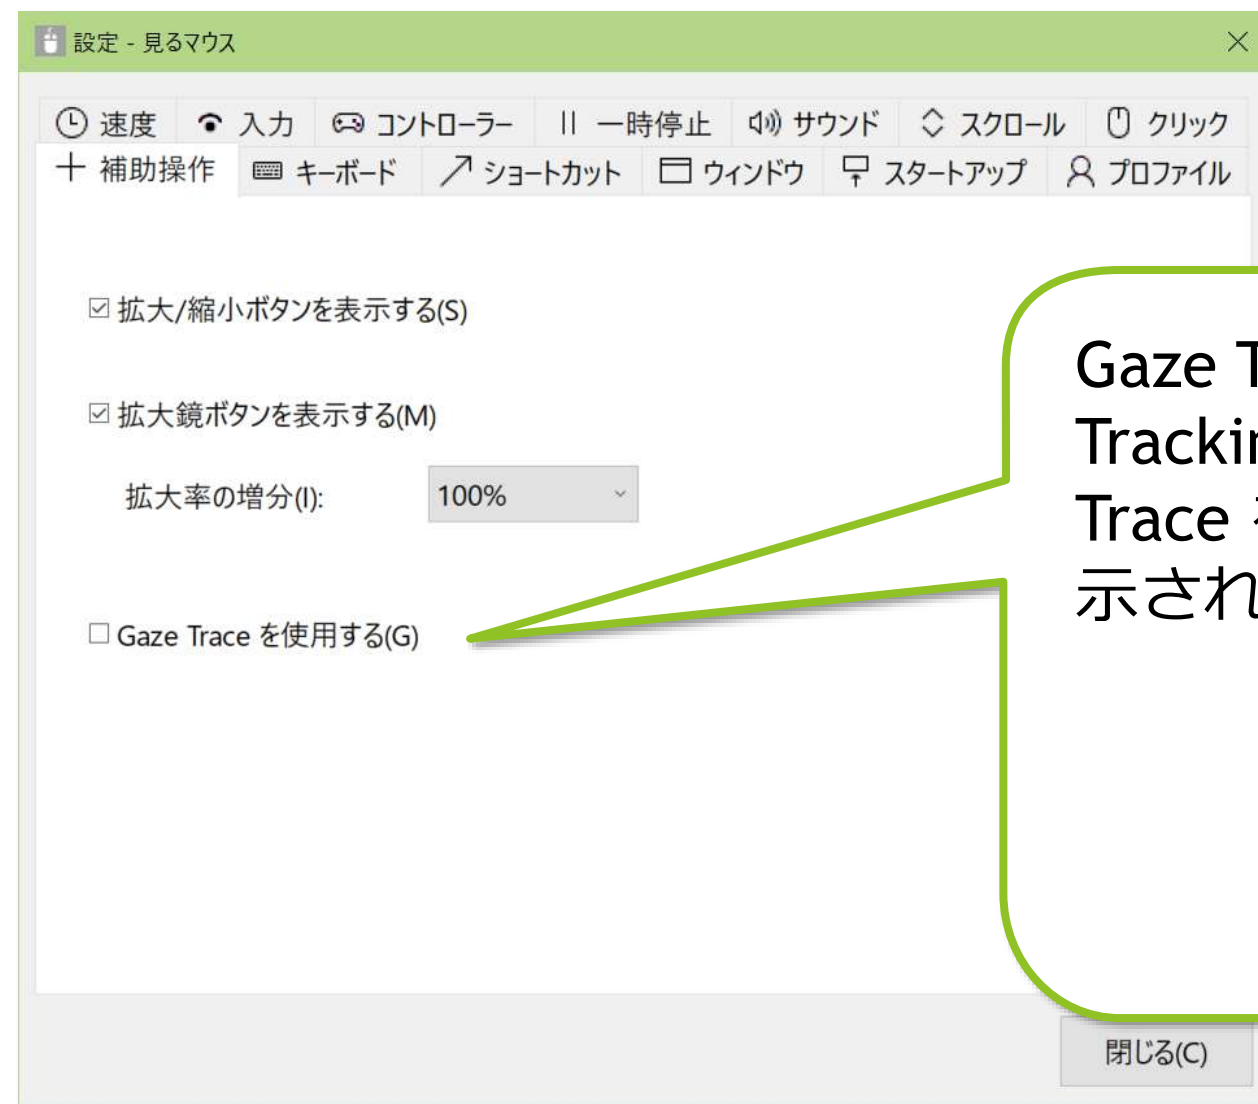 設定 - 見るマウス
速度 入力 コントローラー 一時停止 サウンド スクロール クリック
補助操作 キーボード ショートカット ウィンドウ スタートアップ プロファイル
拡大/縮小ボタンを表示する(S)
拡大鏡ボタンを表示する(M)
拡大率の増分(I): 100%
Gaze Trace を使用する(G)
Gaze
Trace
示され
閉じる(C)